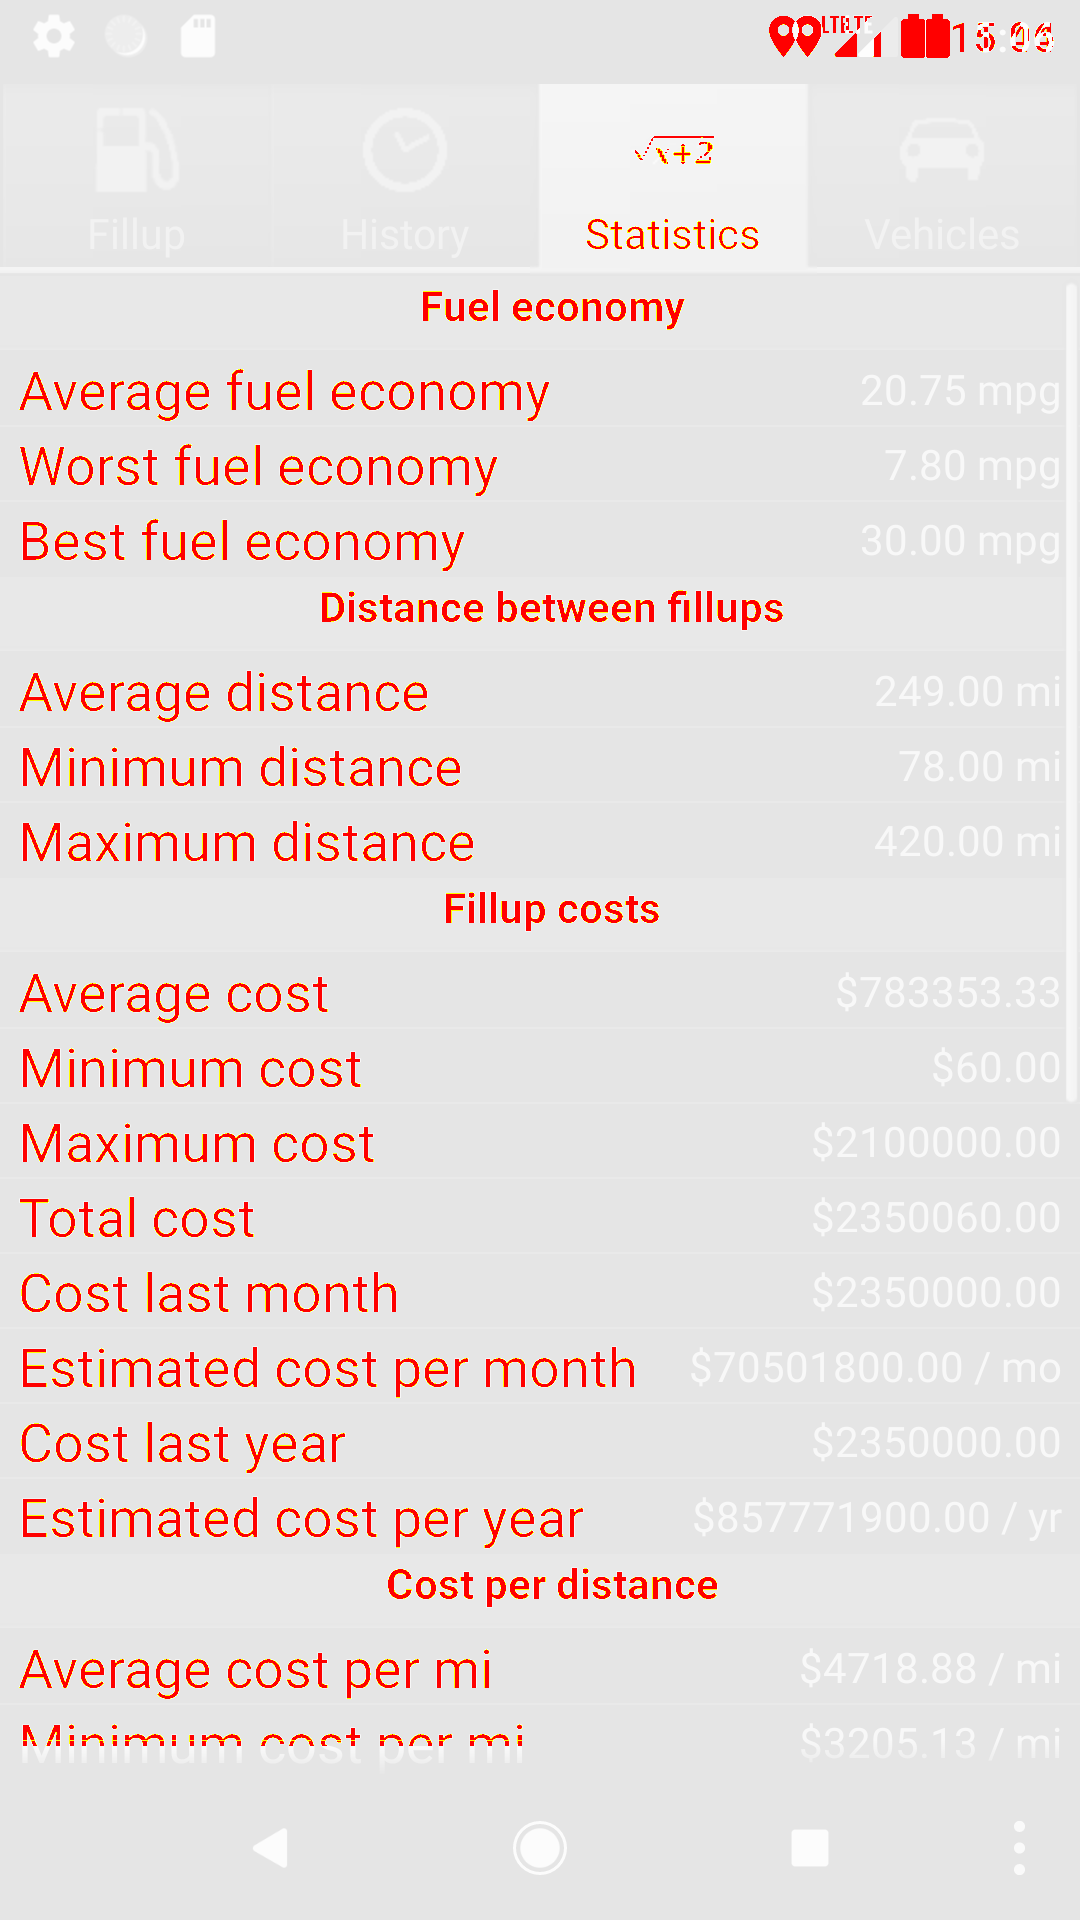 Fillup History Statistics Vehicles
√x+2
Fuel economy
Average fuel economy 20.75 mpg
Worst fuel economy 7.80 mpg
Best fuel economy 30.00 mpg
Distance between fillups
Average distance 249.00 mi
Minimum distance 78.00 mi
Maximum distance 420.00 mi
Fillup costs
Average cost $783353.33
Minimum cost $60.00
Maximum cost $2100000.00
Total cost $2350060.00
Cost last month $2350000.00
Estimated cost per month $70501800.00 / mo
Cost last year $2350000.00
Estimated cost per year $857771900.00 / yr
Cost per distance
Average cost per mi $4718.88 / mi
Minimum cost per mi $3205.13 / mi